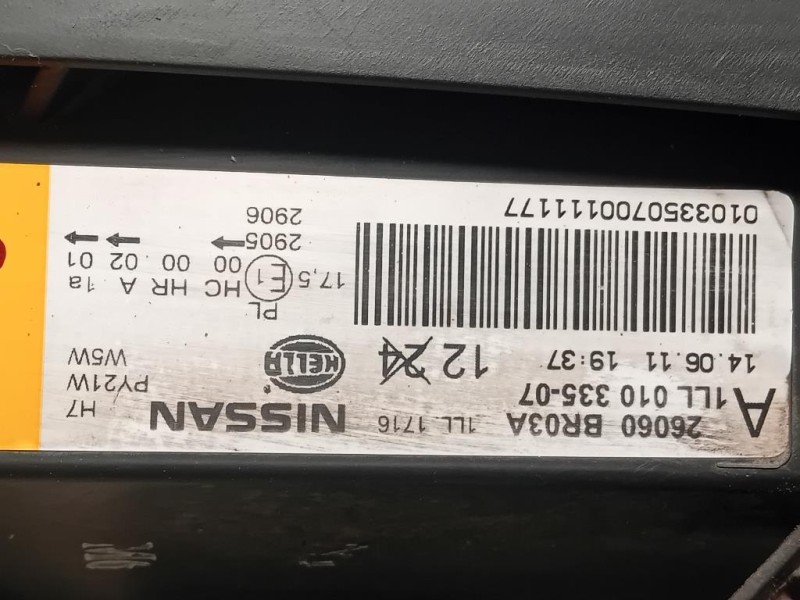 A
26060 BR03A
1LL 010 335-07
14.06.11 19:37
0103350700111177
1LL 1716
NISSAN
12 24
HELLA
H7
PY21W
W5W
PL
17,5 E1 HC HR A 1a
00 00 02 01
2905
2906